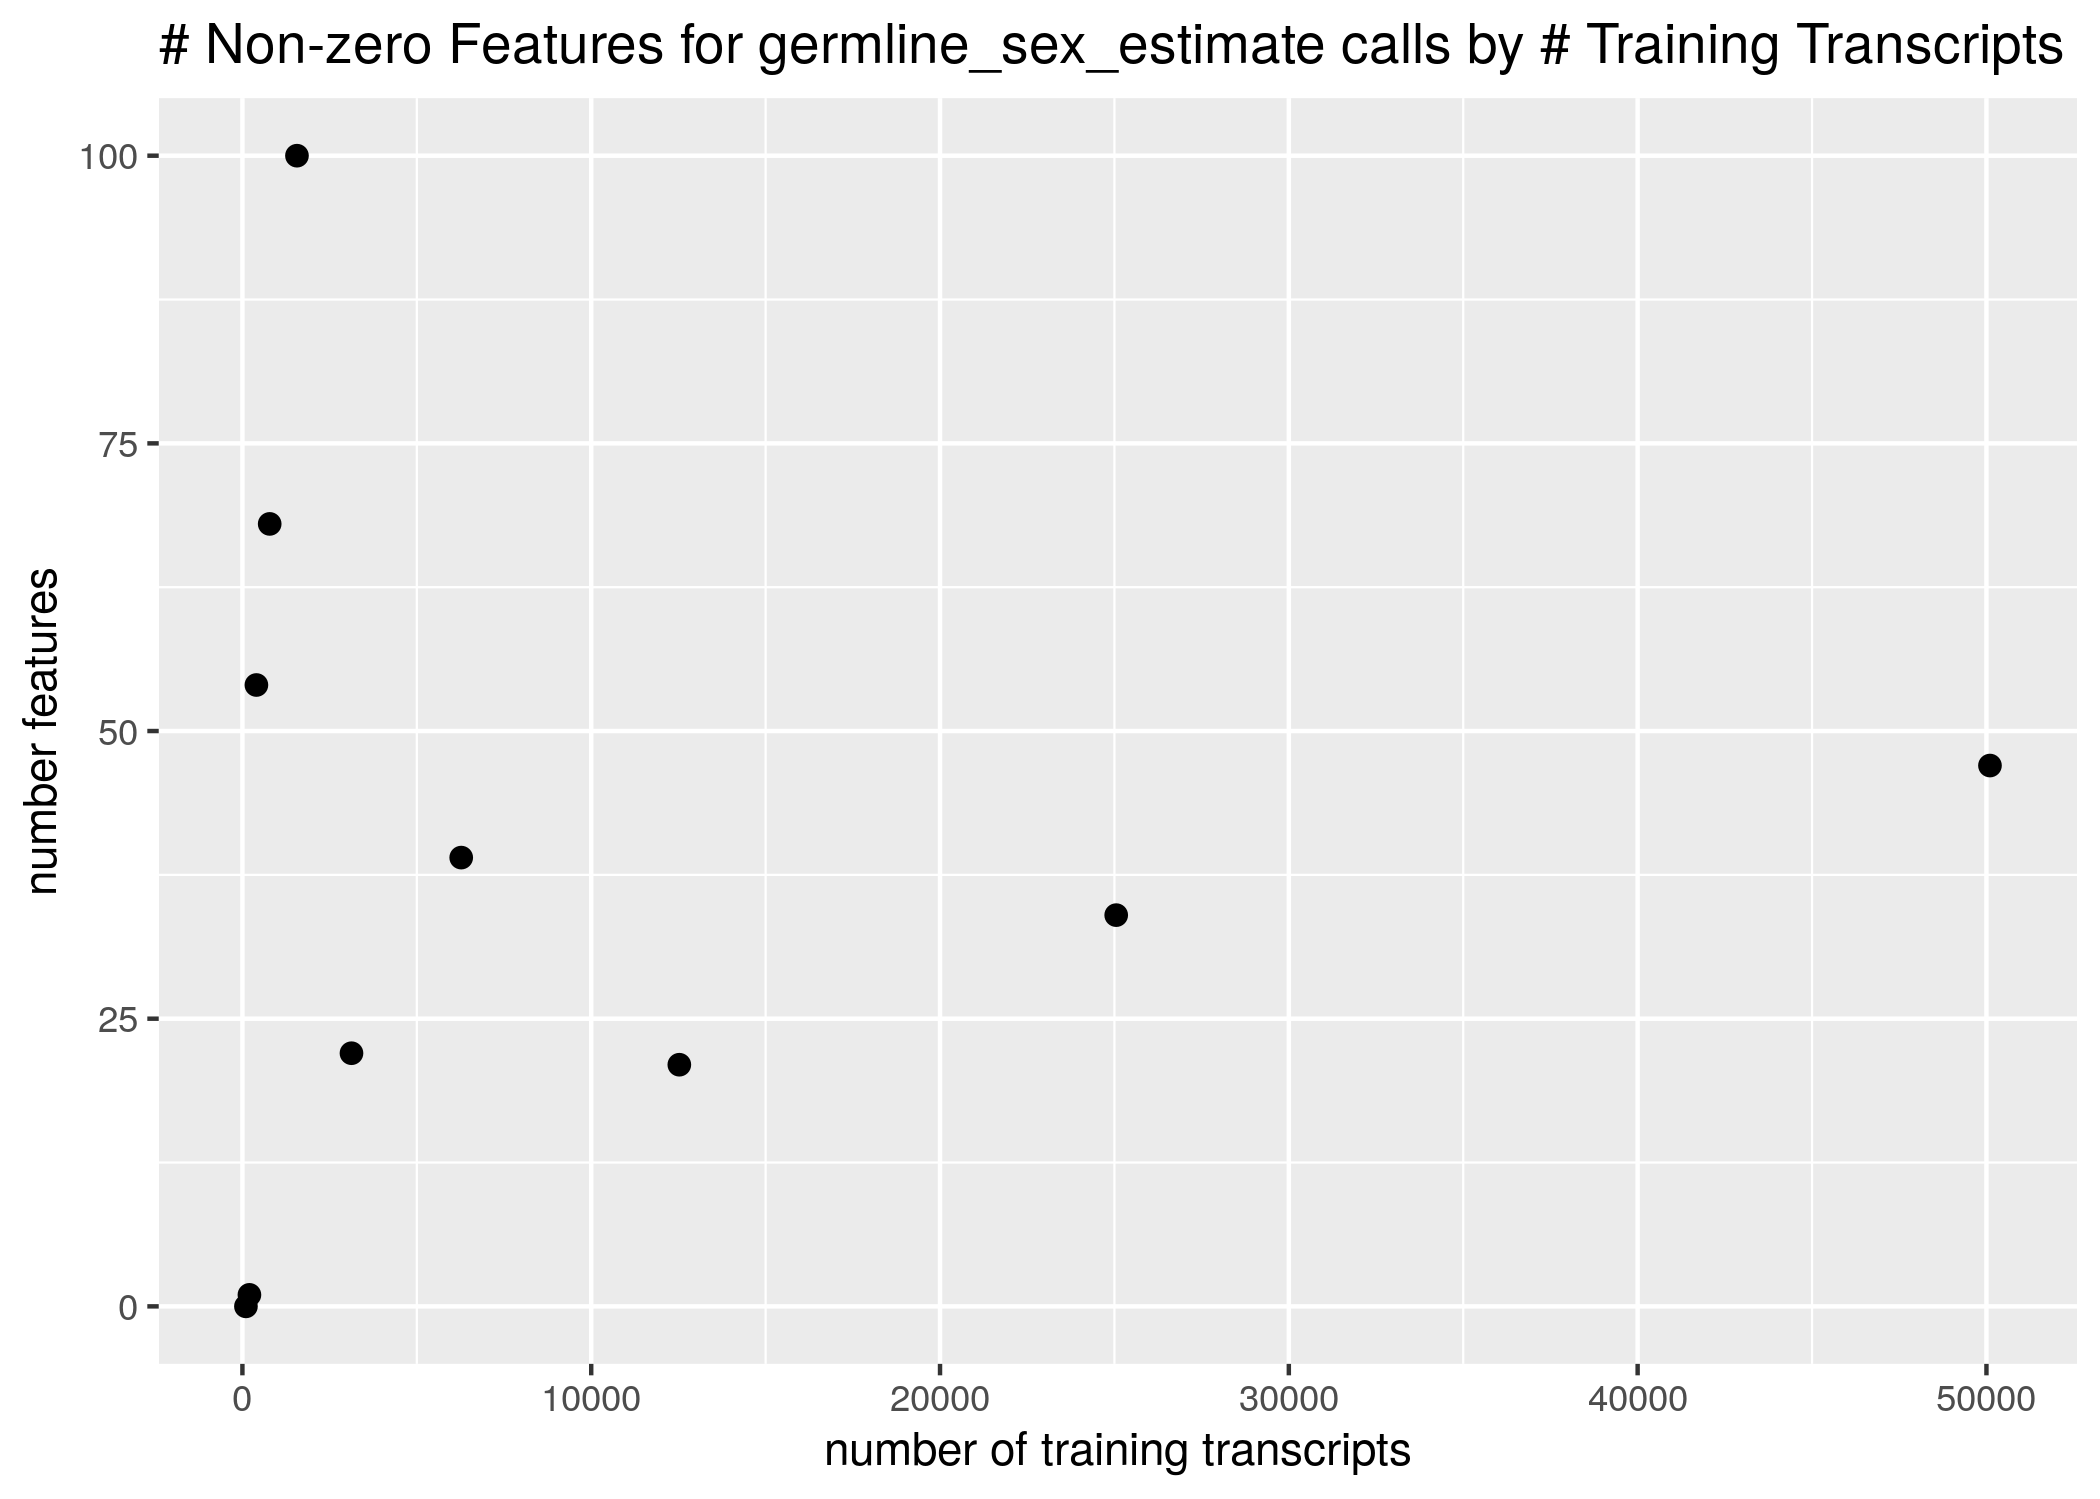 # Non-zero Features for germline_sex_estimate calls by # Training Transcripts
100
75
50
25
0
number features
0 10000 20000 30000 40000 50000
number of training transcripts